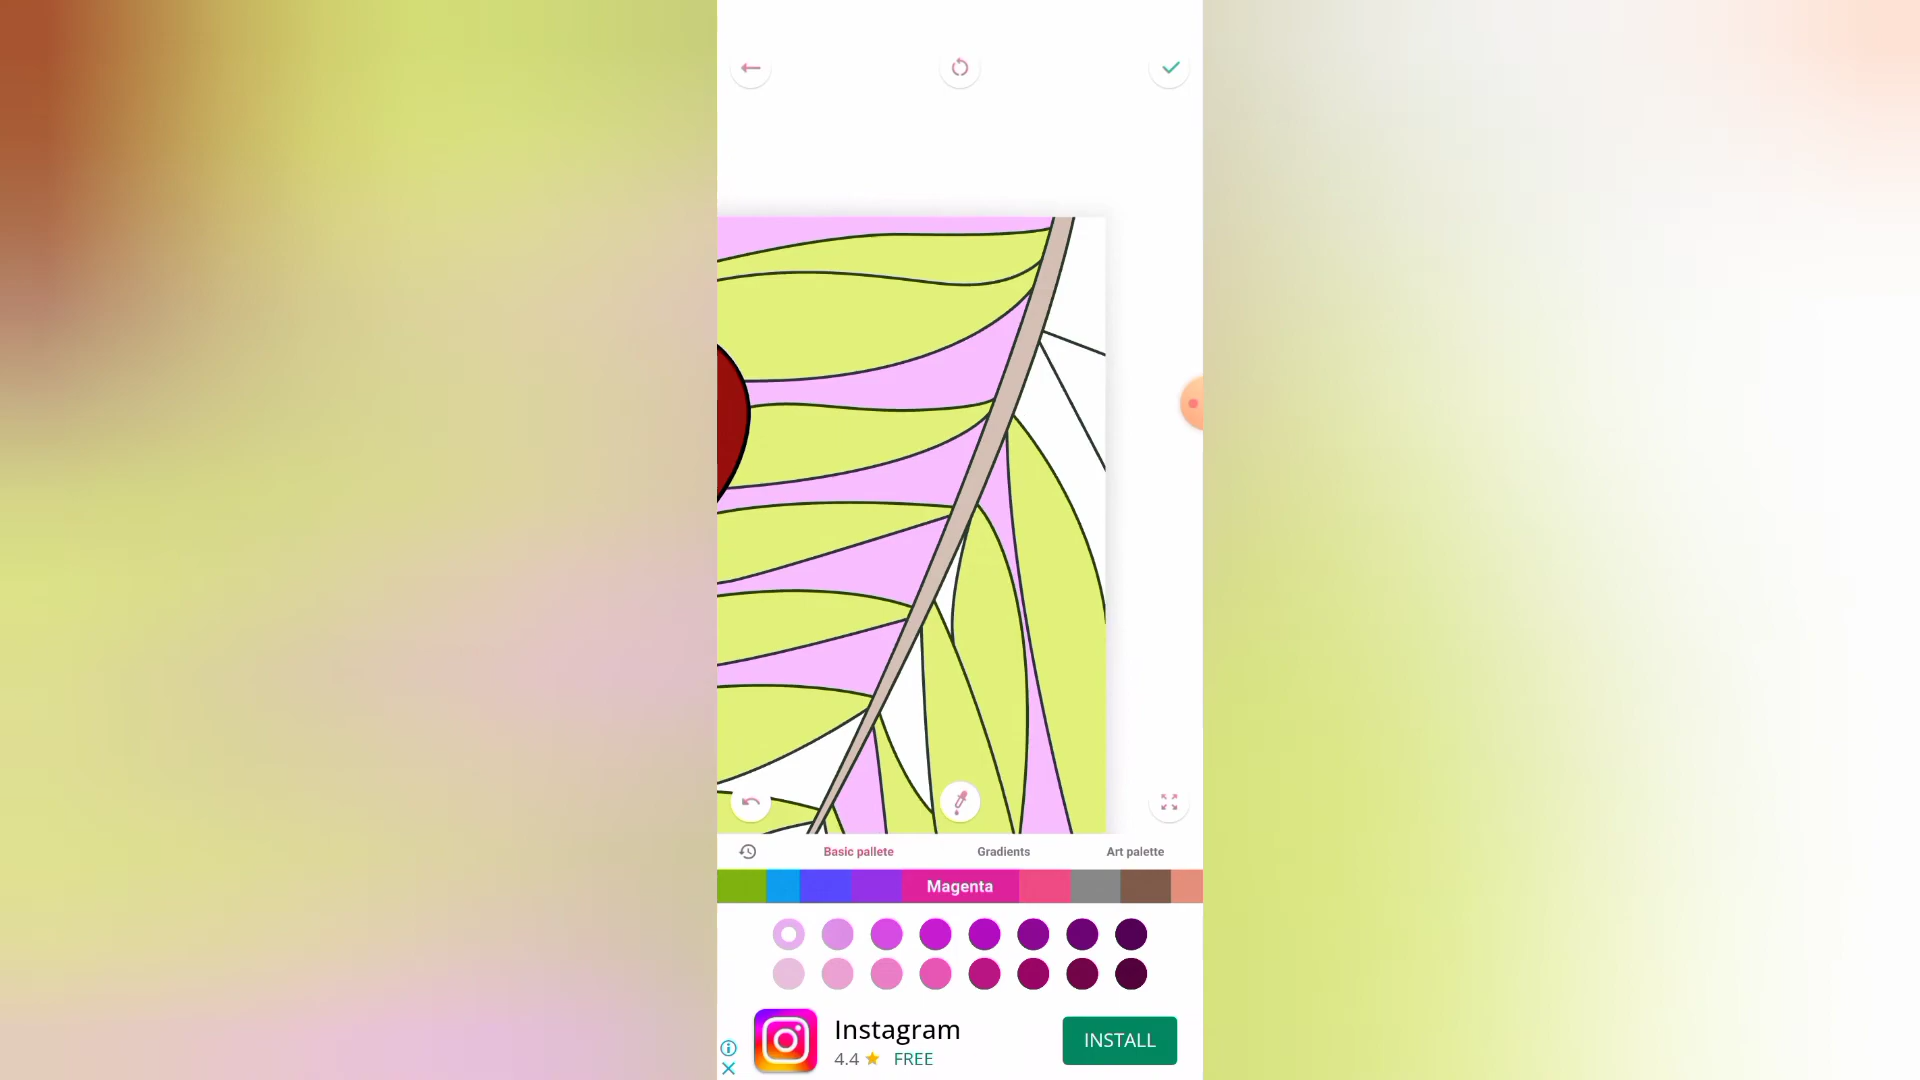 Basic pallete
Gradients
Art palette
Magenta
Instagram
4.4 ★ FREE
INSTALL